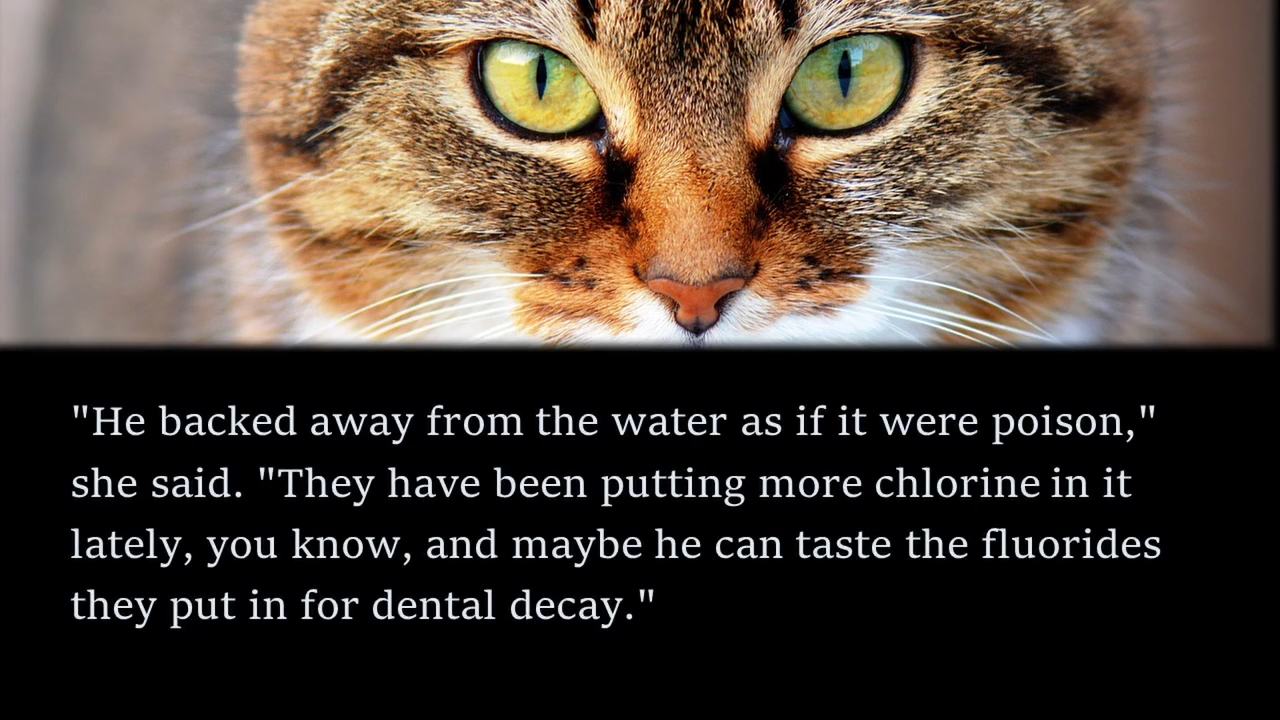 "He backed away from the water as if it were poison,"
she said. "They have been putting more chlorine in it
lately, you know, and maybe he can taste the fluorides
they put in for dental decay."